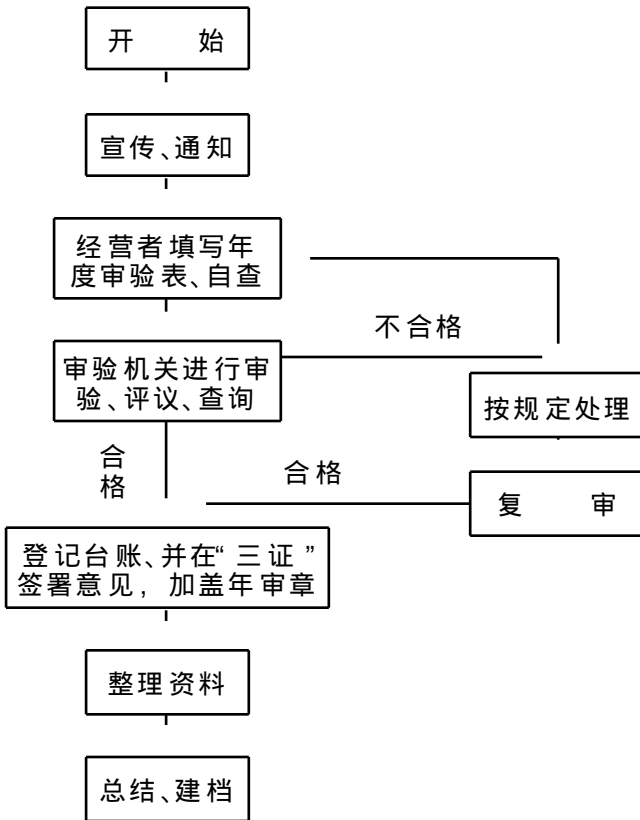 开 始
宣传、通知
经营者填写年
度审验表、自查
不合格
审验机关进行审
验、评议、查询
按规定处理
合
格
合格
复 审
登记台账、并在“三证”
签署意见，加盖年审章
整理资料
总结、建档